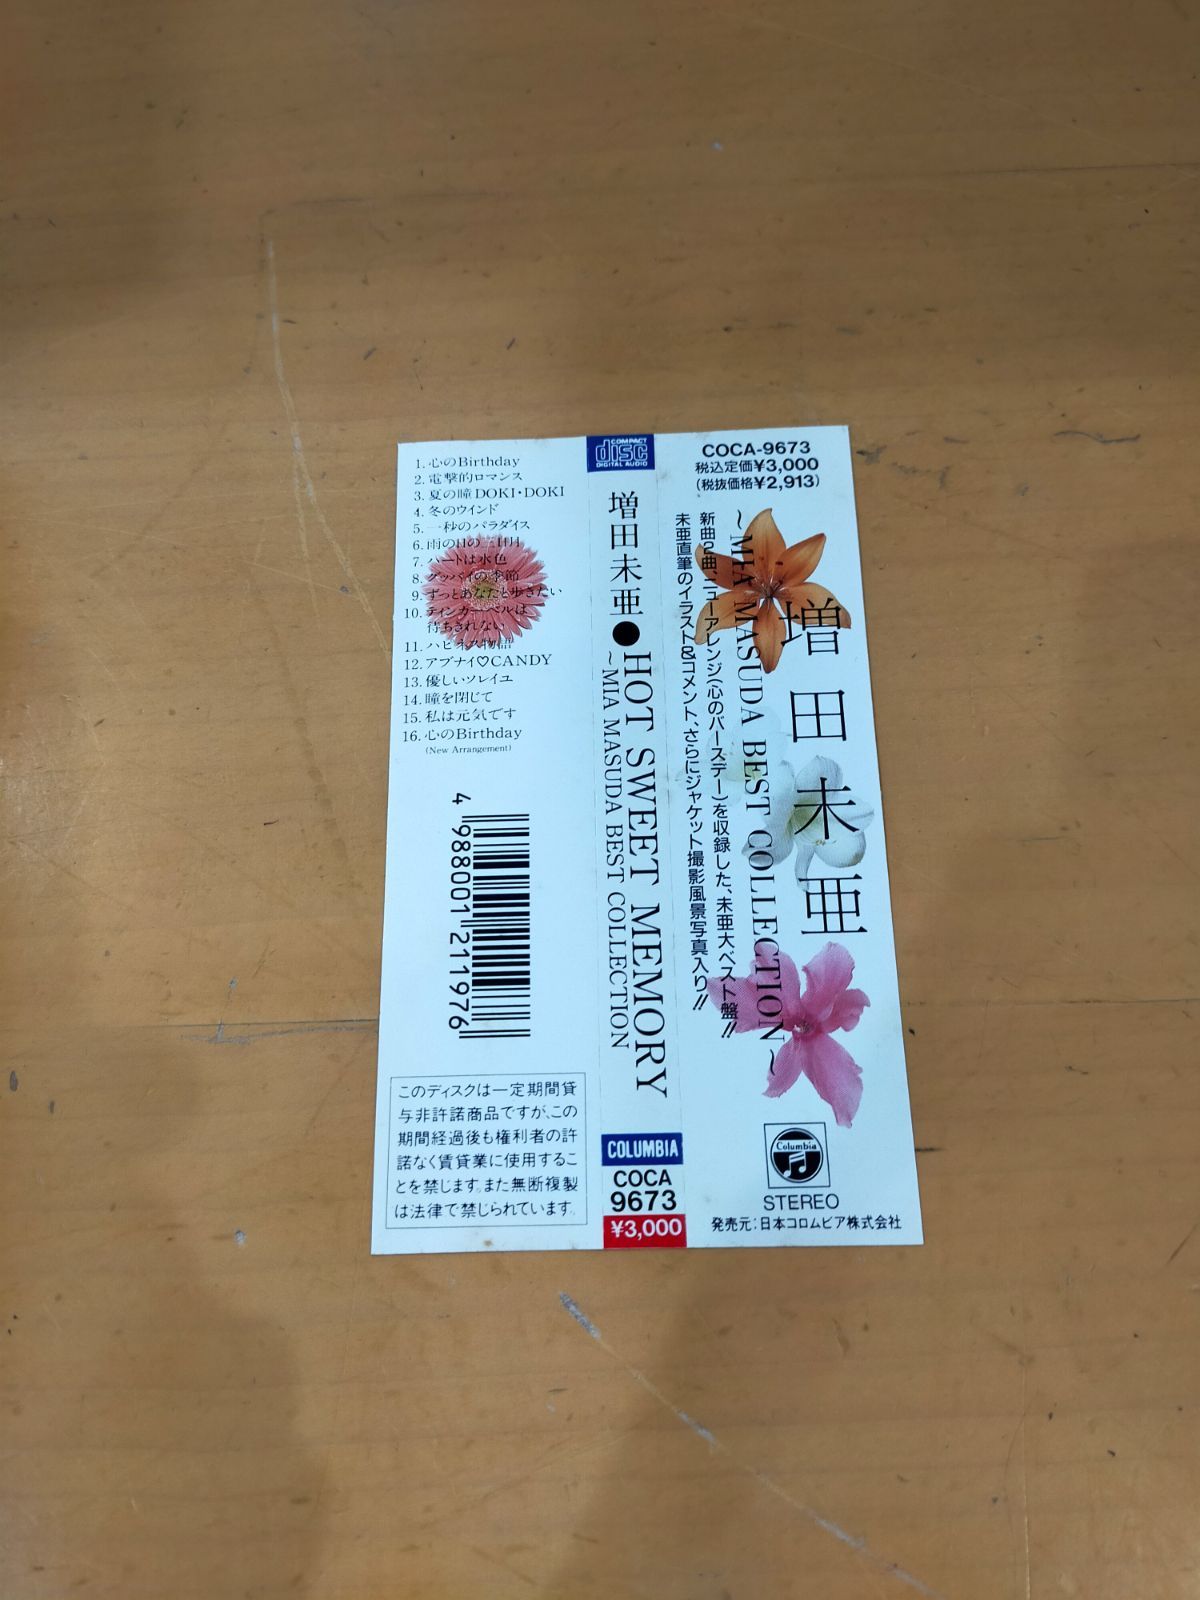 1. 心のBirthday
2. 電撃的ロマンス
3. 夏の瞳DOKI・DOKI
4. 冬のウインド
5. 一秒のパラダイス
6. 雨の日の三日月
7. ハートは水色
8. グッバイの季節
9. ずっとあなたと歩きたい
10. ティンカーベルは
待ちきれない
11. ハピネス物語
12. アブナイ♡CANDY
13. 優しいソレイユ
14. 瞳を閉じて
15. 私は元気です
16. 心のBirthday
(New Arrangement)
4 988001 211976
このディスクは一定期間貸
与非許諾商品ですが、この
期間経過後も権利者の許
諾なく賃貸業に使用するこ
とを禁じます。また無断複製
は法律で禁じられています。
COMPACT
disc
DIGITAL AUDIO
増田未亜●HOT SWEET MEMORY
~MIA MASUDA BEST COLLECTION
COLUMBIA
COCA
9673
¥3,000
COCA-9673
税込定価¥3,000
(税抜価格¥2,913)
増田未亜
~MIA MASUDA BEST COLLECTION~
新曲2曲、ニューアレンジ(心のバースデー)を収録した、未亜大ベスト盤!!
未亜直筆のイラスト&コメント、さらにジャケット撮影風景写真入り!!
Columbia
STEREO
発売元:日本コロムビア株式会社